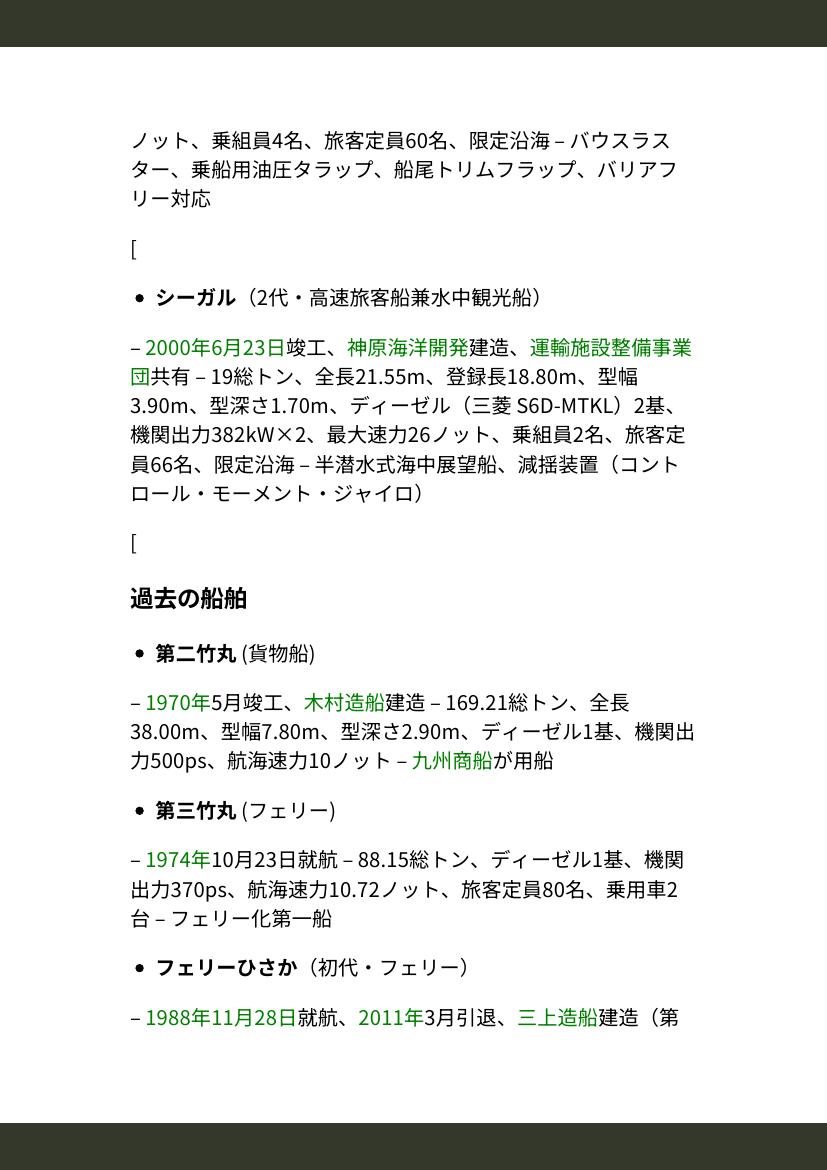 ノット、乗組員4名、旅客定員60名、限定沿海 – バウスラス
ター、乗船用油圧タラップ、船尾トリムフラップ、バリアフ
リー対応
[
• シーガル（2代・高速旅客船兼水中観光船）
– 2000年6月23日竣工、神原海洋開発建造、運輸施設整備事業
団共有 – 19総トン、全長21.55m、登録長18.80m、型幅
3.90m、型深さ1.70m、ディーゼル（三菱 S6D-MTKL）2基、
機関出力382kW×2、最大速力26ノット、乗組員2名、旅客定
員66名、限定沿海 – 半潜水式海中展望船、減揺装置（コント
ロール・モーメント・ジャイロ）
[
過去の船舶
• 第二竹丸 (貨物船)
– 1970年5月竣工、木村造船建造 – 169.21総トン、全長
38.00m、型幅7.80m、型深さ2.90m、ディーゼル1基、機関出
力500ps、航海速力10ノット – 九州商船が用船
• 第三竹丸 (フェリー)
– 1974年10月23日就航 – 88.15総トン、ディーゼル1基、機関
出力370ps、航海速力10.72ノット、旅客定員80名、乗用車2
台 – フェリー化第一船
• フェリーひさか（初代・フェリー）
– 1988年11月28日就航、2011年3月引退、三上造船建造（第